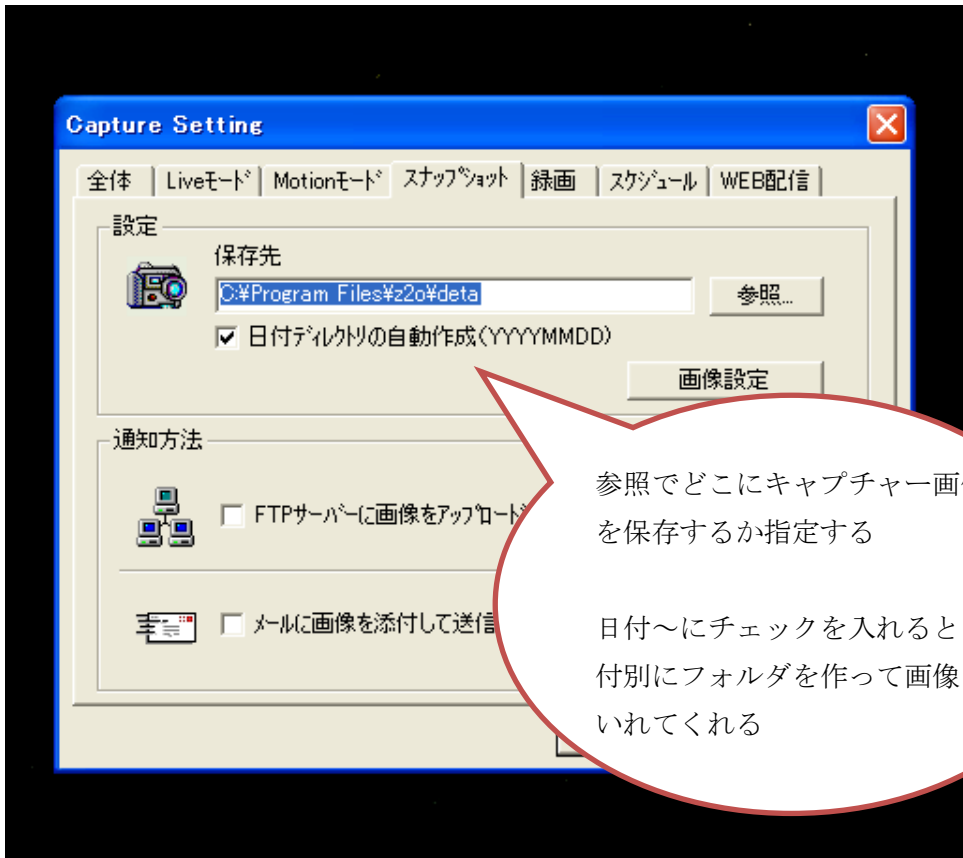 Capture Setting
全体 Liveﾓｰﾄﾞ Motionﾓｰﾄﾞ ｽﾅｯﾌﾟｼｮｯﾄ 録画 ｽｹｼﾞｭｰﾙ WEB配信
設定
保存先
C:¥Program Files¥z2o¥deta 参照...
日付ﾃﾞｨﾚｸﾄﾘの自動作成(YYYYMMDD)
画像設定
通知方法
FTPｻｰﾊﾞｰに画像をｱｯﾌﾟﾛｰﾄﾞ
ﾒｰﾙに画像を添付して送信
参照でどこにキャプチャー画
を保存するか指定する
日付～にチェックを入れると
付別にフォルダを作って画像
いれてくれる